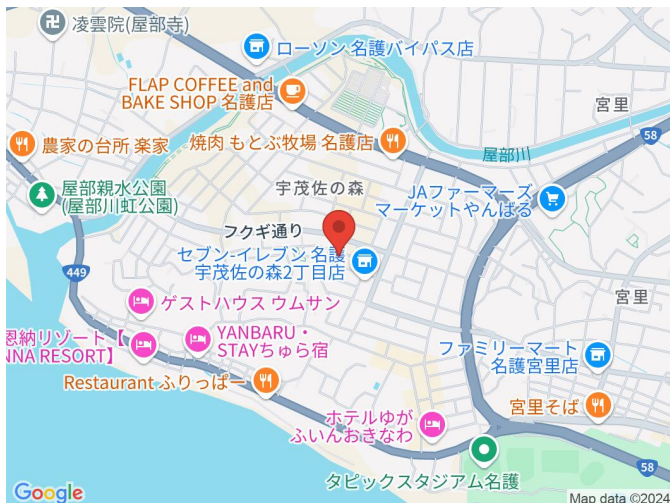 凌雲院(屋部寺)
ローソン 名護バイパス店
FLAP COFFEE and
BAKE SHOP 名護店
宮里
58
農家の台所 楽家
焼肉 もとぶ牧場 名護店
屋部川
屋部親水公園
(屋部川虹公園)
宇茂佐の森
JAファーマーズ
マーケットやんばる
フクギ通り
セブン-イレブン 名護
宇茂佐の森2丁目店
449
ゲストハウス ウムサン
宮里
恩納リゾート【
NNA RESORT】
YANBARU・
STAYちゅら宿
ファミリーマート
名護宮里店
Restaurant ふりっぱー
宮里そば
ホテルゆが
ふいんおきなわ
58
タピックスタジアム名護
Google
Map data ©2024